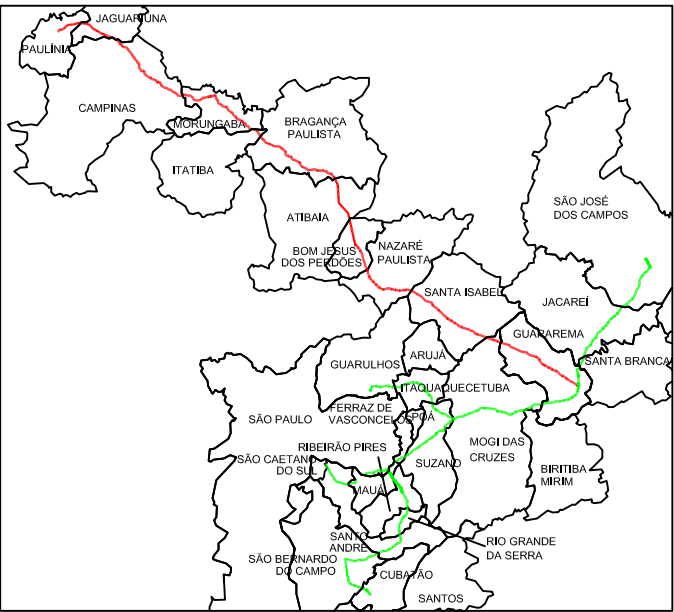 JAGUARIUNA
PAULÍNIA
CAMPINAS
MORUNGABA
BRAGANÇA
PAULISTA
ITATIBA
ATIBAIA
SÃO JOSÉ
DOS CAMPOS
BOM JESUS
DOS PERDÕES
NAZARÉ
PAULISTA
SANTA ISABEL
JACAREÍ
GUARAREMA
GUARULHOS
ARUJÁ
SANTA BRANCA
ITAQUAQUECETUBA
SÃO PAULO
FERRAZ DE
VASCONCELOS
POÁ
RIBEIRÃO PIRES
MOGI DAS
CRUZES
SÃO CAETANO
DO SUL
SUZANO
BIRITIBA
MIRIM
MAUÁ
SANTO
ANDRÉ
RIO GRANDE
DA SERRA
SÃO BERNARDO
DO CAMPO
CUBATÃO
SANTOS